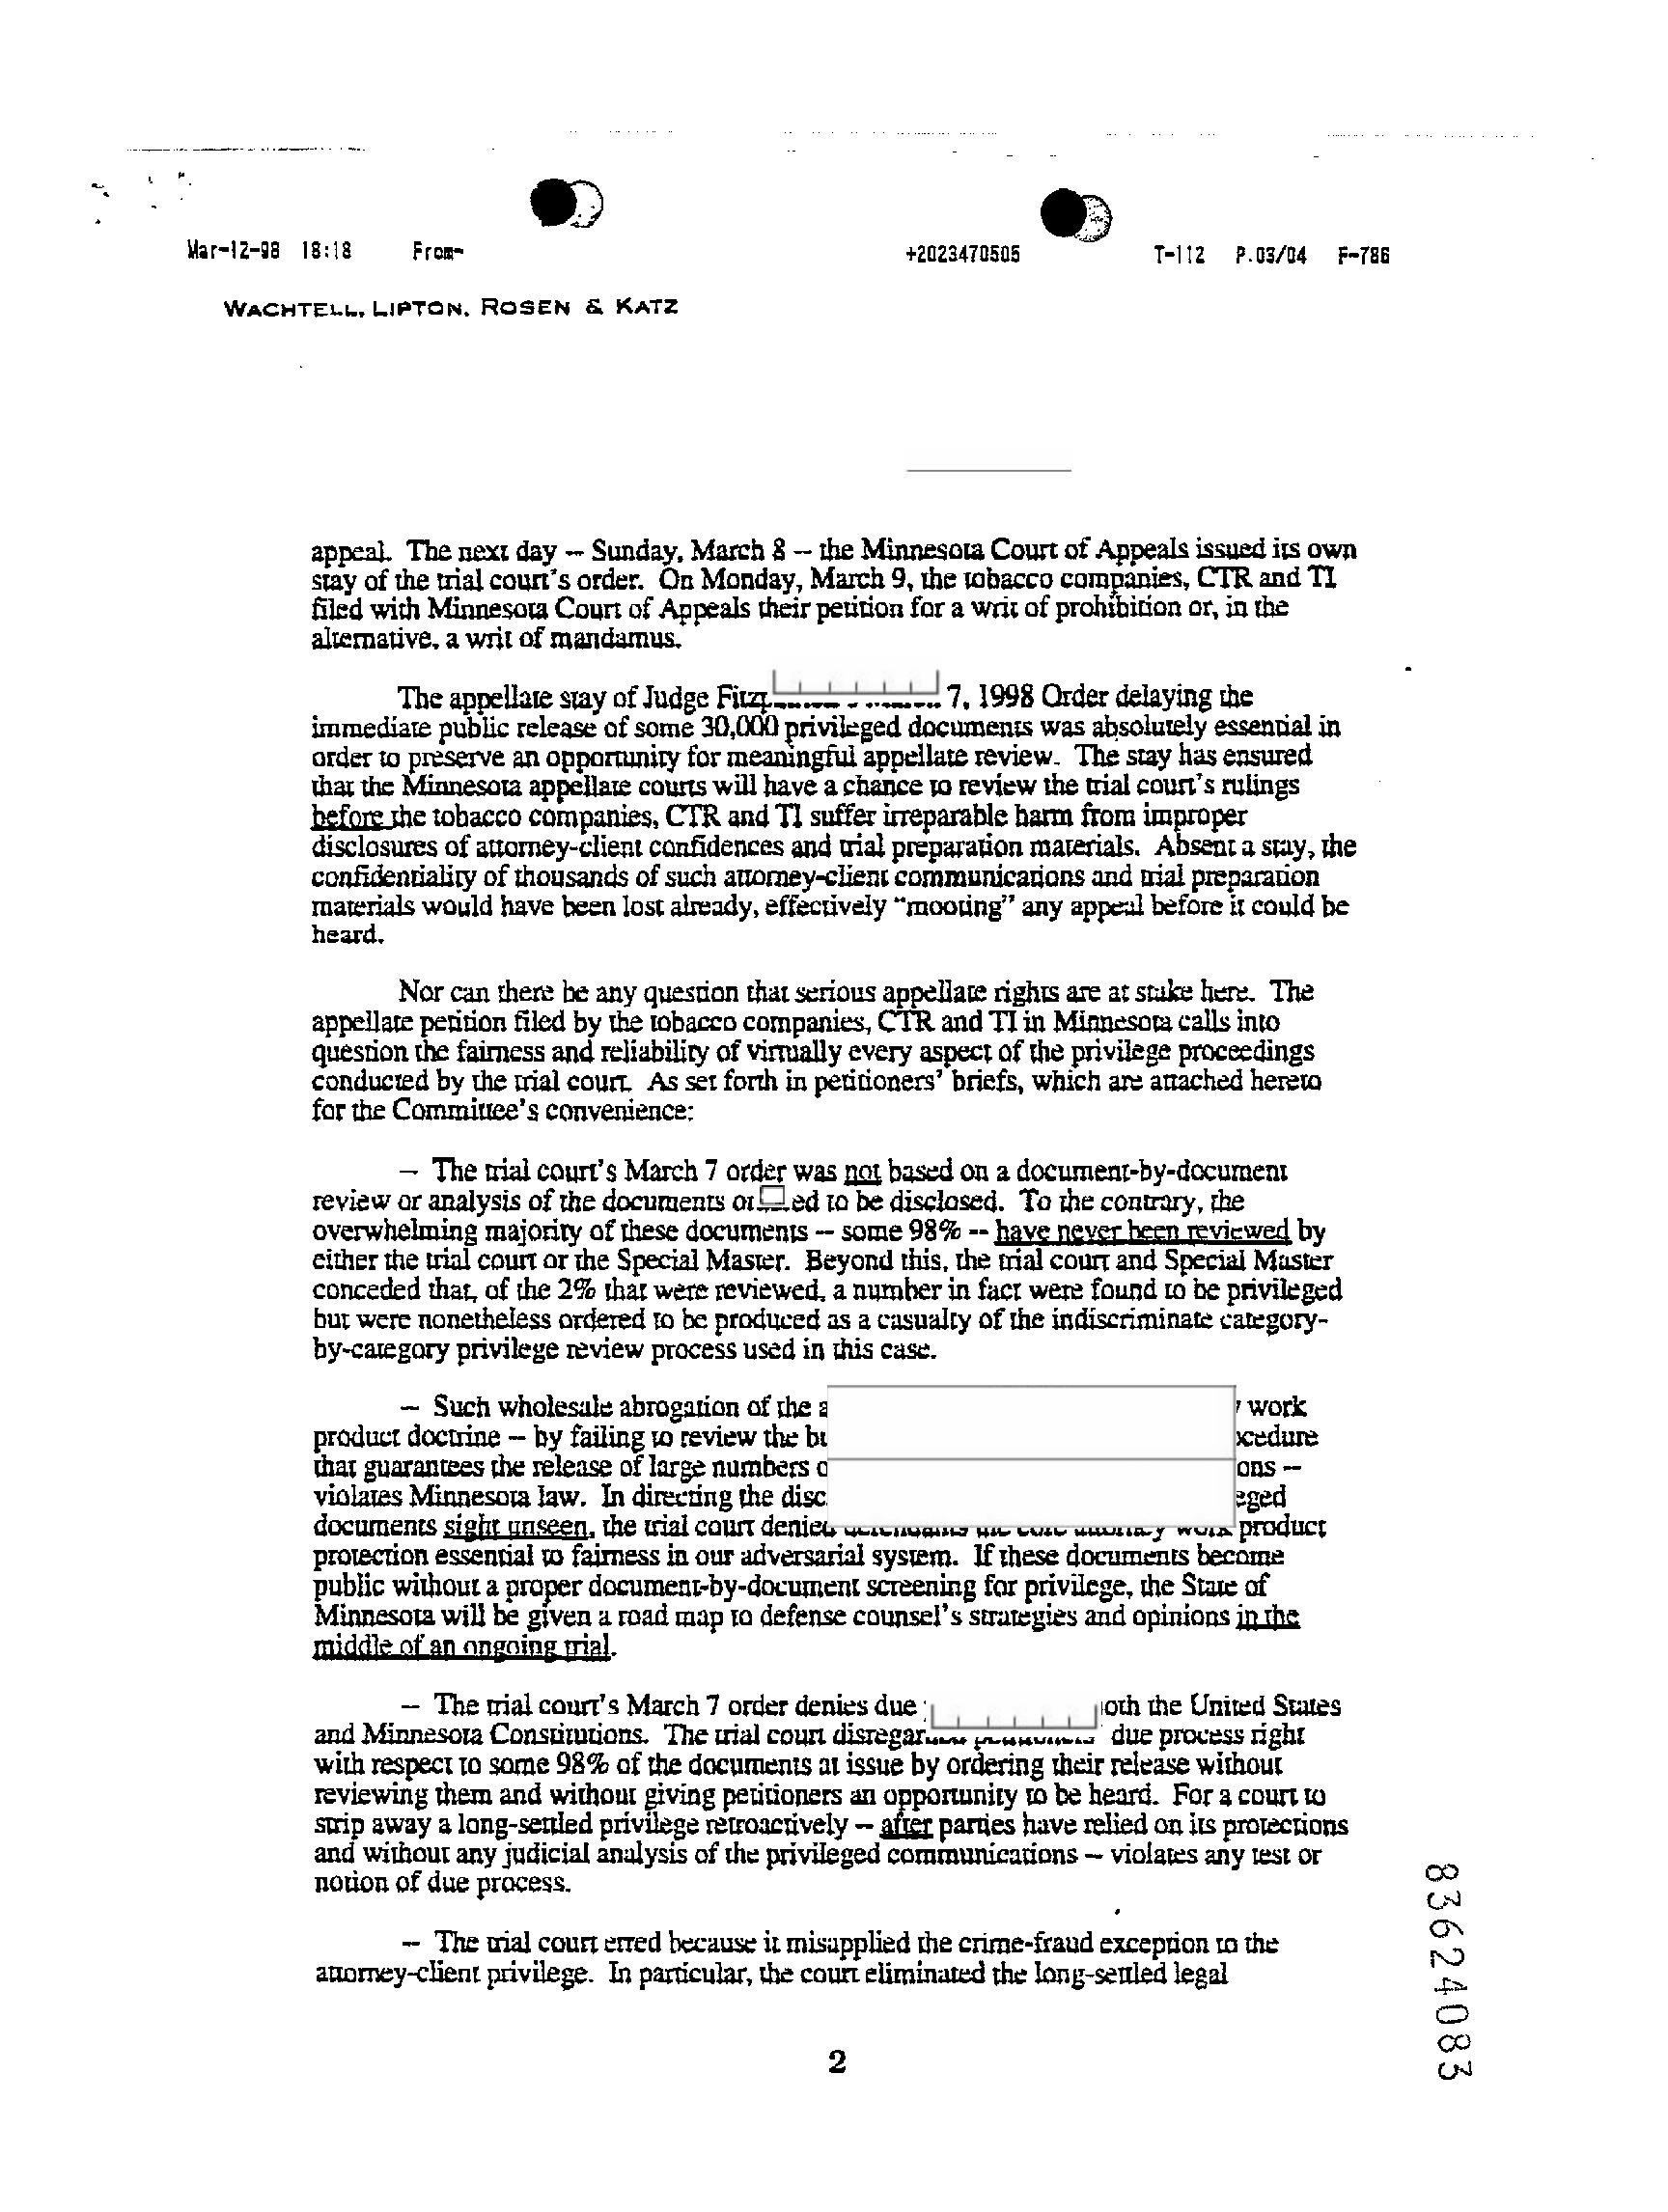 Mar-12-98 18:18 From- +2023470505 T-112 P.03/04 F-786
WACHTELL, LIPTON, ROSEN & KATZ
appeal. The next day -- Sunday, March 8 -- the Minnesota Court of Appeals issued its own
stay of the trial court's order. On Monday, March 9, the tobacco companies, CTR and TI
filed with Minnesota Court of Appeals their petition for a writ of prohibition or, in the
alternative, a writ of mandamus.
The appellate stay of Judge 7, 1998 Order delaying the
immediate public release of some 30,000 privileged documents was absolutely essential in
order to preserve an opportunity for meaningful appellate review. The stay has ensured
that the Minnesota appellate courts will have a chance to review the trial court's rulings
before the tobacco companies, CTR and TI suffer irreparable harm from improper
disclosures of attorney-client confidences and trial preparation materials. Absent a stay, the
confidentiality of thousands of such attorney-client communications and trial preparation
materials would have been lost already, effectively "mooting" any appeal before it could be
heard.
Nor can there be any question that serious appellate rights are at stake here. The
appellate petition filed by the tobacco companies, CTR and TI in Minnesota calls into
question the fairness and reliability of virtually every aspect of the privilege proceedings
conducted by the trial court. As set forth in petitioners' briefs, which are attached hereto
for the Committee's convenience:
-- The trial court's March 7 order was not based on a document-by-document
review or analysis of the documents to be disclosed. To the contrary, the
overwhelming majority of these documents -- some 98% -- have never been reviewed by
either the trial court or the Special Master. Beyond this, the trial court and Special Master
conceded that, of the 2% that were reviewed, a number in fact were found to be privileged
but were nonetheless ordered to be produced as a casualty of the indiscriminate category-
by-category privilege review process used in this case.
-- Such wholesale abrogation of the work
product doctrine -- by failing to review the
that guarantees the release of large numbers --
violates Minnesota law. In directing the
documents sight unseen, the trial court denied product
protection essential to fairness in our adversarial system. If these documents become
public without a proper document-by-document screening for privilege, the State of
Minnesota will be given a road map to defense counsel's strategies and opinions in the
middle of an ongoing trial.
-- The trial court's March 7 order denies due the United States
and Minnesota Constitutions. The trial court due process right
with respect to some 98% of the documents at issue by ordering their release without
reviewing them and without giving petitioners an opportunity to be heard. For a court to
strip away a long-settled privilege retroactively -- after parties have relied on its protections
and without any judicial analysis of the privileged communications -- violates any test or
notion of due process.
-- The trial court erred because it misapplied the crime-fraud exception to the
attorney-client privilege. In particular, the court eliminated the long-settled legal
2
83624083